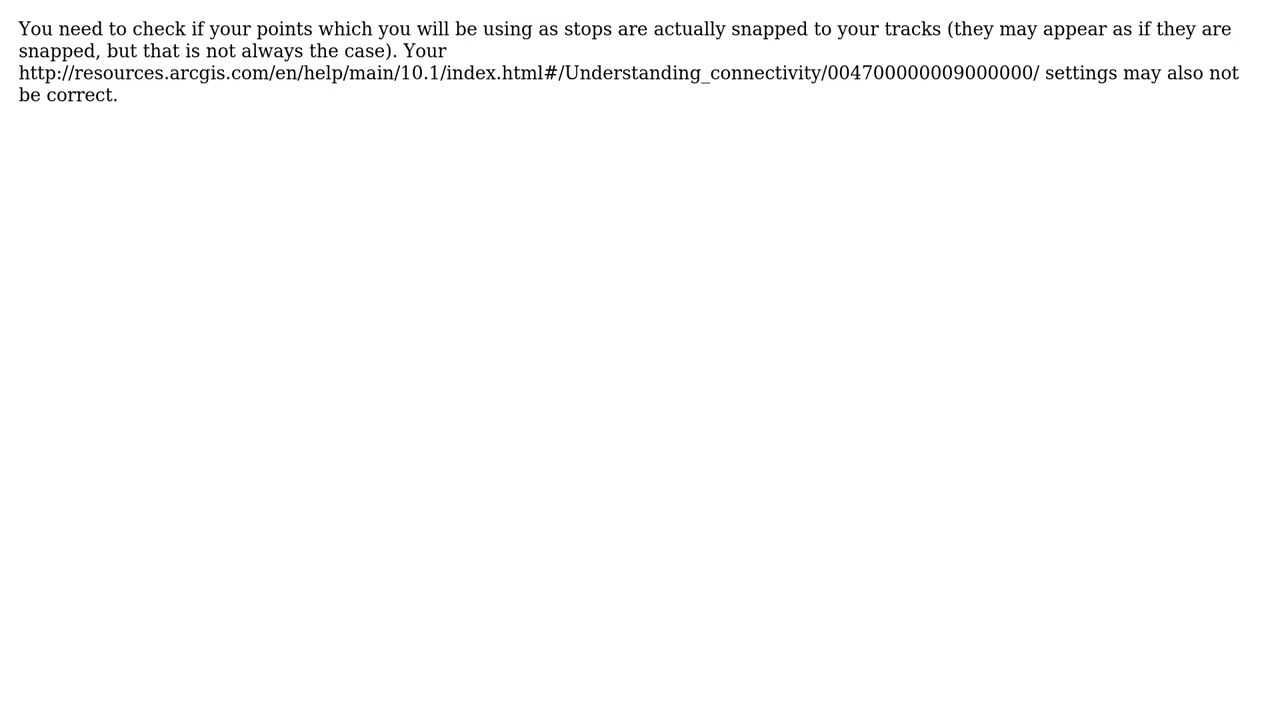 You need to check if your points which you will be using as stops are actually snapped to your tracks (they may appear as if they are
snapped, but that is not always the case). Your
http://resources.arcgis.com/en/help/main/10.1/index.html#/Understanding_connectivity/004700000009000000/ settings may also not
be correct.